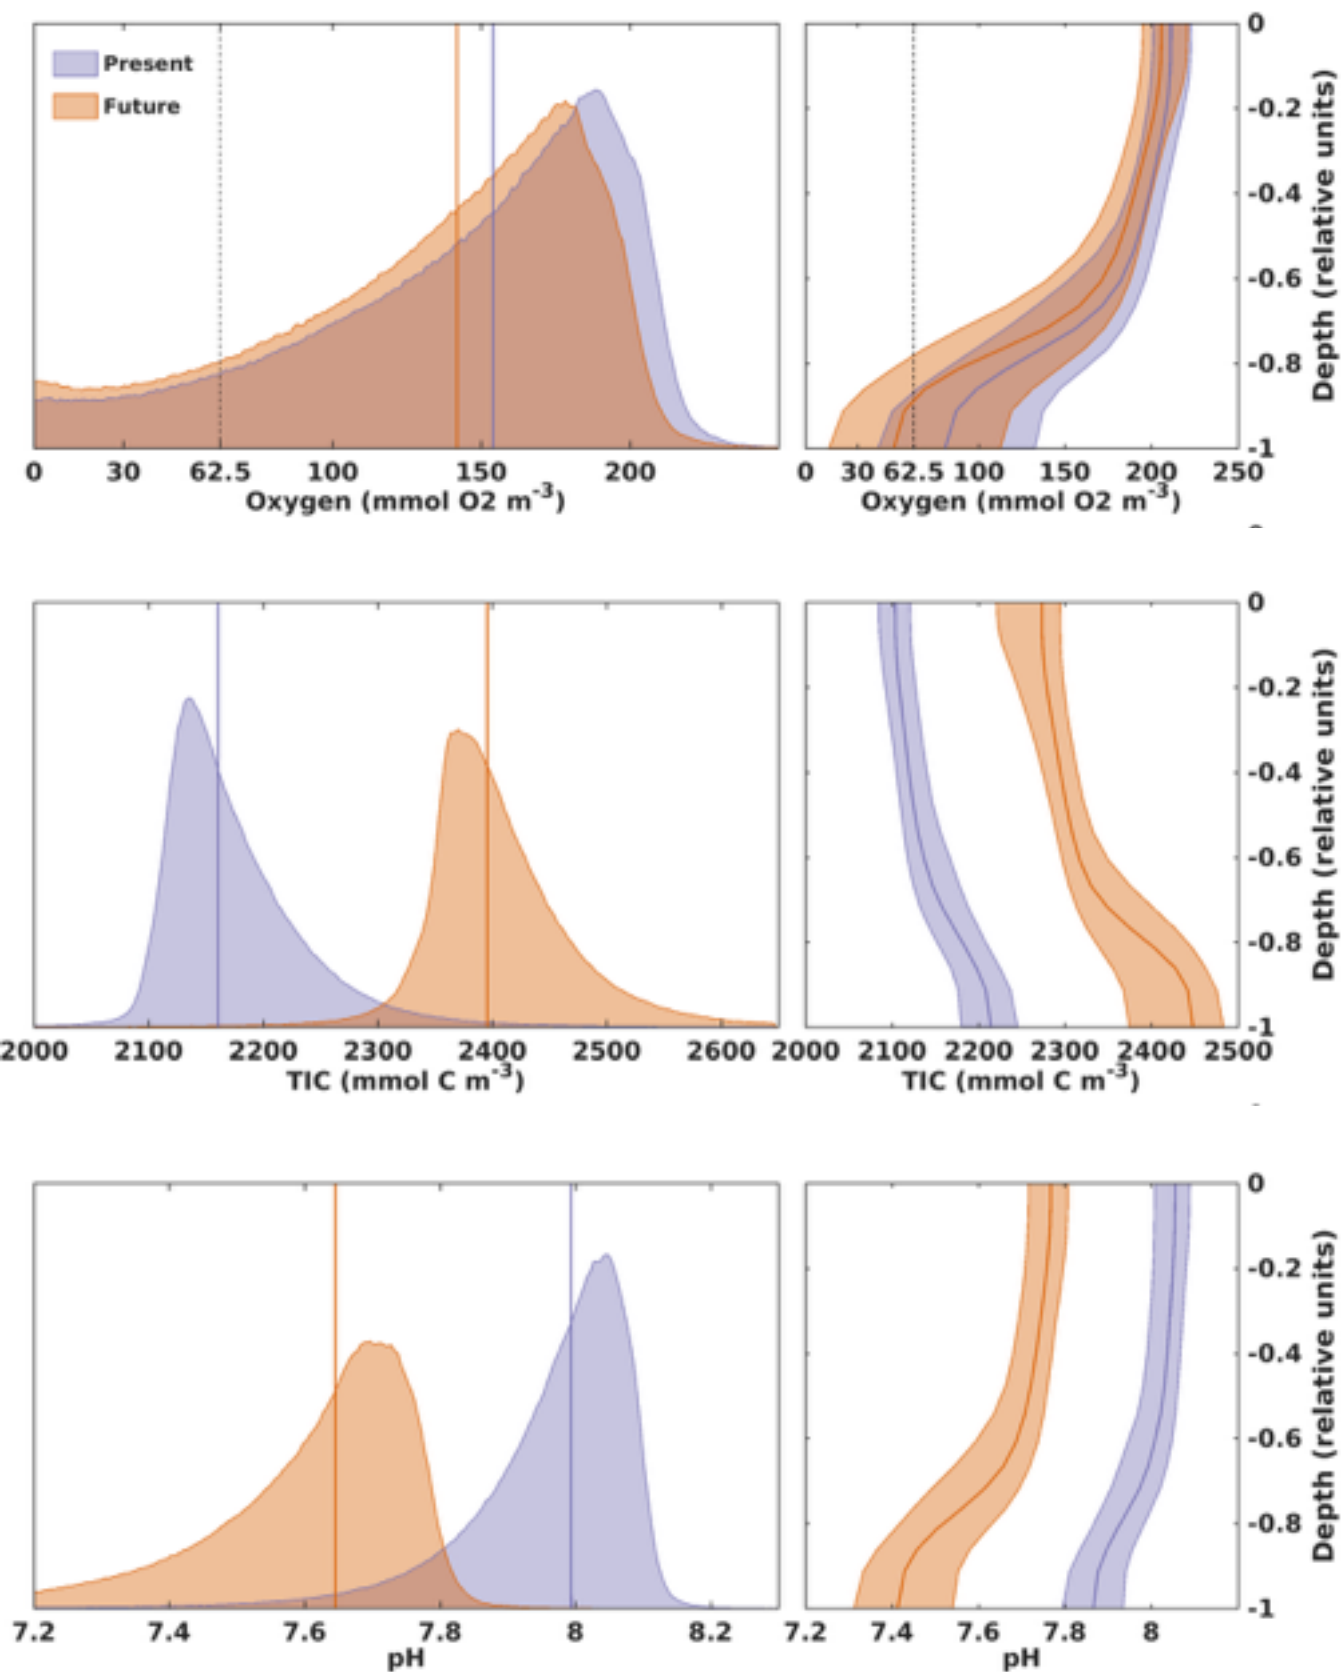 Present
Future
0 30 62.5 100 150 200
Oxygen (mmol O2 m-3)
0
-0.2
-0.4
-0.6
-0.8
-1
Depth (relative units)
0 30 62.5 100 150 200 250
Oxygen (mmol O2 m-3)
2000 2100 2200 2300 2400 2500 2600
TIC (mmol C m-3)
0
-0.2
-0.4
-0.6
-0.8
-1
Depth (relative units)
2000 2100 2200 2300 2400 2500
TIC (mmol C m-3)
7.2 7.4 7.6 7.8 8 8.2
pH
0
-0.2
-0.4
-0.6
-0.8
-1
Depth (relative units)
7.2 7.4 7.6 7.8 8
pH